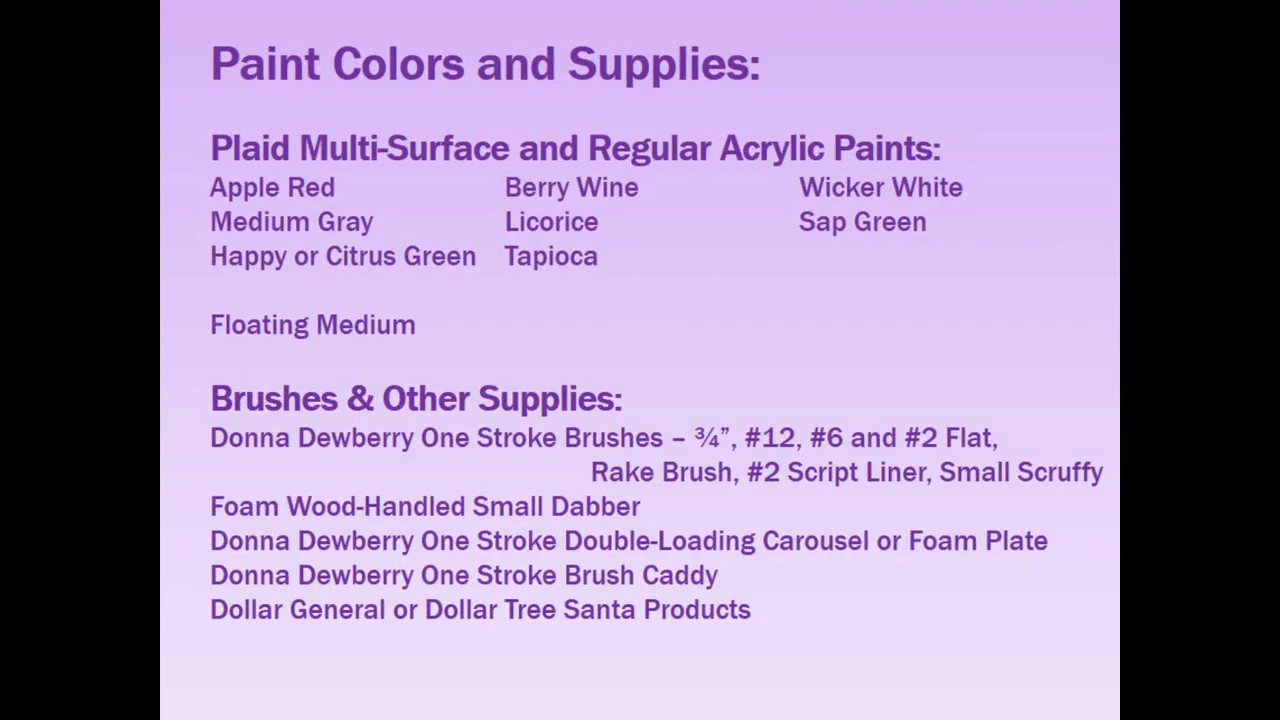 Paint Colors and Supplies:
Plaid Multi-Surface and Regular Acrylic Paints:
Apple Red Berry Wine Wicker White
Medium Gray Licorice Sap Green
Happy or Citrus Green Tapioca
Floating Medium
Brushes & Other Supplies:
Donna Dewberry One Stroke Brushes – ¾”, #12, #6 and #2 Flat,
Rake Brush, #2 Script Liner, Small Scruffy
Foam Wood-Handled Small Dabber
Donna Dewberry One Stroke Double-Loading Carousel or Foam Plate
Donna Dewberry One Stroke Brush Caddy
Dollar General or Dollar Tree Santa Products